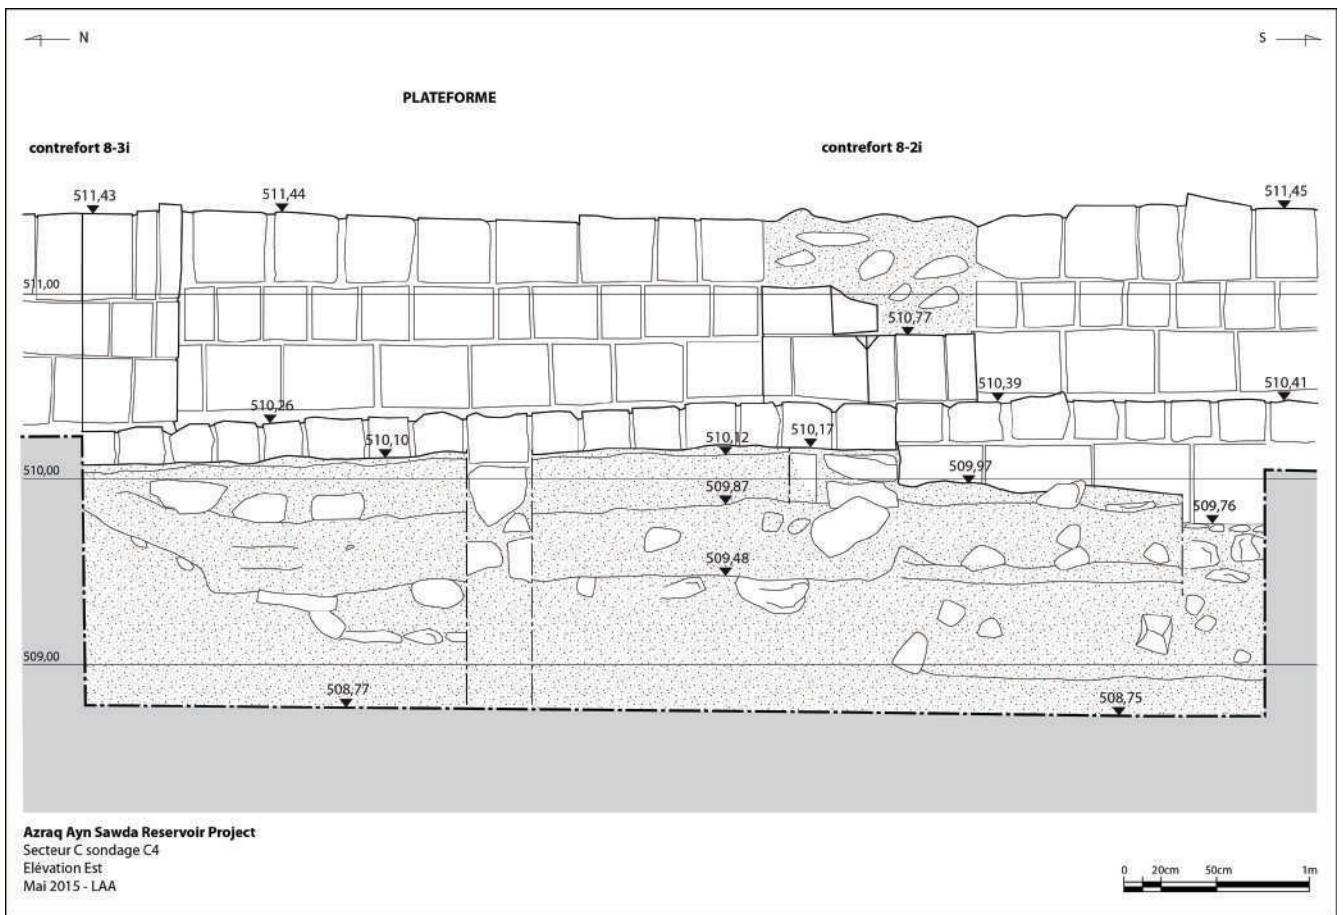 N
S
PLATEFORME
contrefort 8-3i
contrefort 8-2i
511,43
511,44
511,45
511,00
510,77
510,39
510,41
510,26
510,10
510,12
510,17
510,00
509,87
509,97
509,76
509,48
509,00
508,77
508,75
Azraq Ayn Sawda Reservoir Project
Secteur C sondage C4
Elévation Est
Mai 2015 - LAA
0 20cm 50cm 1m